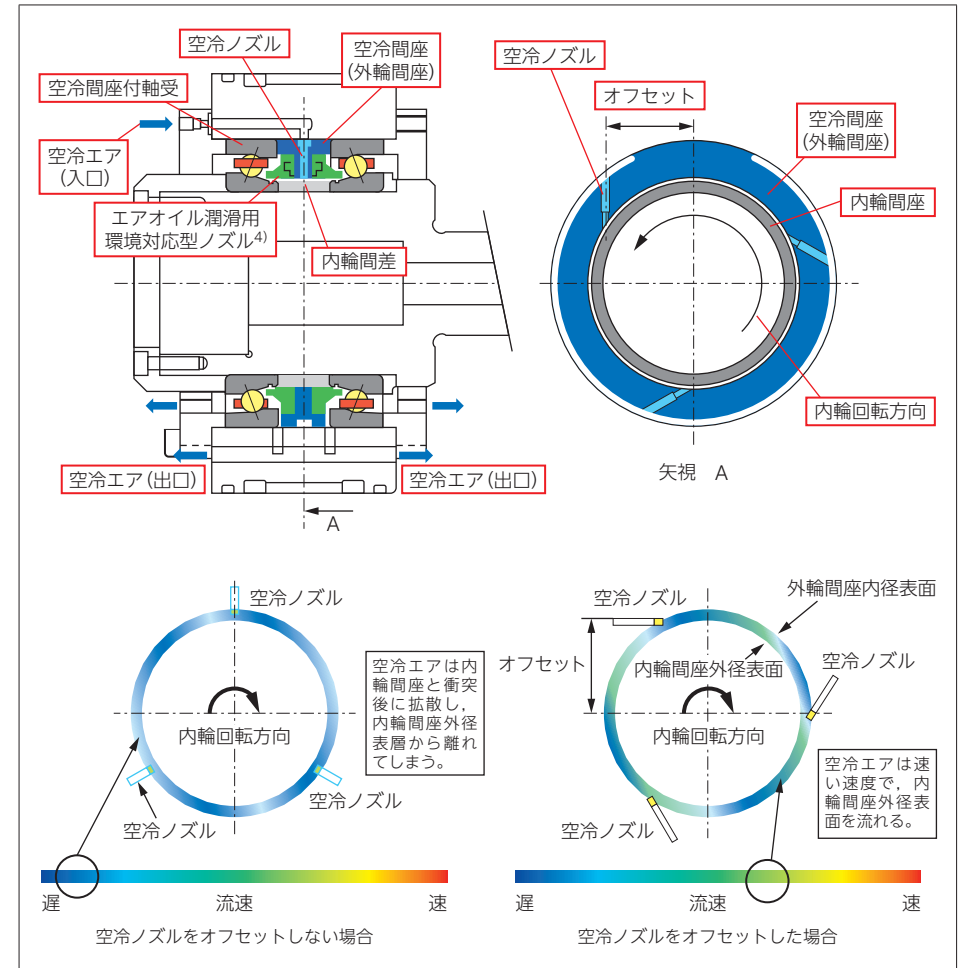 空冷ノズル
空冷間座
(外輪間座)
空冷間座付軸受
空冷エア
(入口)
エアオイル潤滑用
環境対応型ノズル4)
内輪間差
空冷エア(出口)
空冷エア(出口)
A
空冷ノズル
オフセット
空冷間座
(外輪間座)
内輪間座
内輪回転方向
矢視 A
空冷ノズル
空冷エアは内
輪間座と衝突
後に拡散し,
内輪間座外径
表層から離れ
てしまう。
内輪回転方向
空冷ノズル
空冷ノズル
遅 流速 速
空冷ノズルをオフセットしない場合
外輪間座内径表面
空冷ノズル
オフセット
内輪間座外径表面
空冷ノズル
内輪回転方向
空冷エアは速
い速度で,内
輪間座外径表
面を流れる。
空冷ノズル
遅 流速 速
空冷ノズルをオフセットした場合